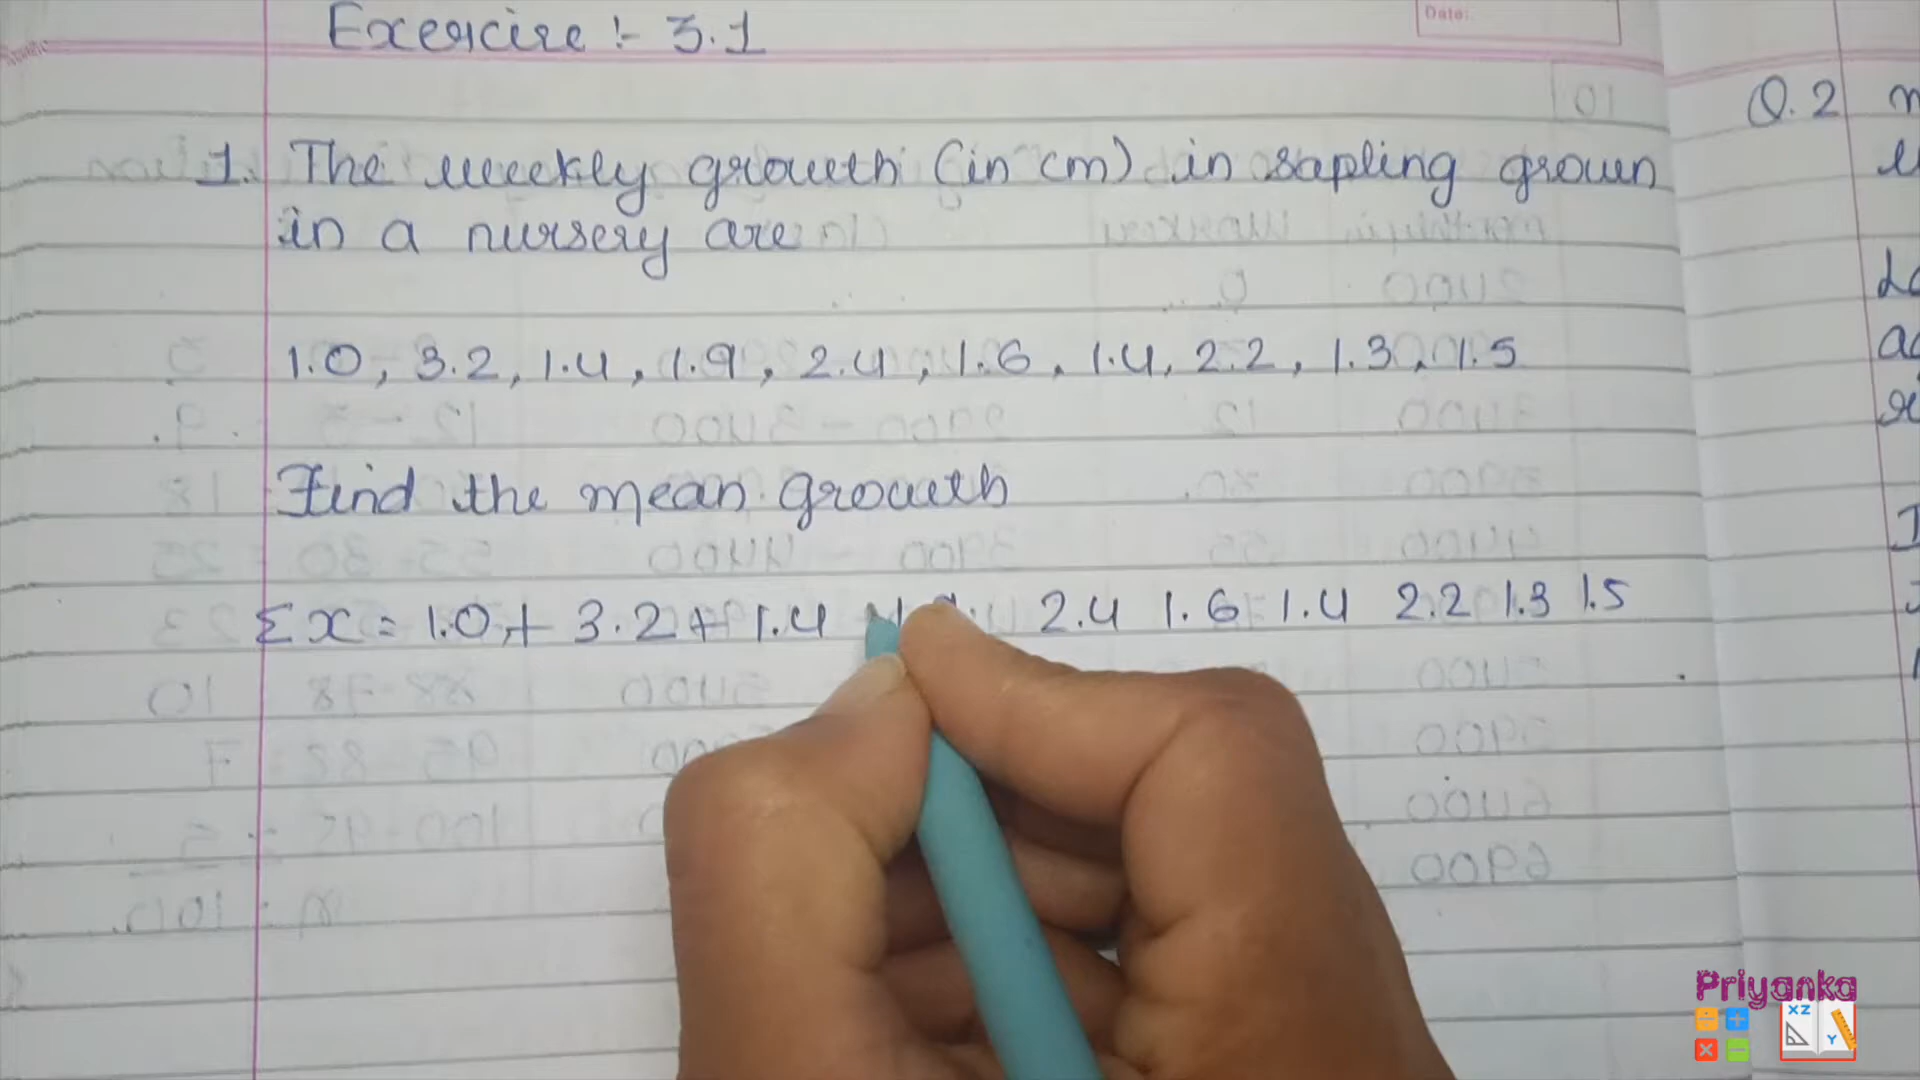 Date:
Exercise :- 3.1
1. The weekly growth (in cm) in sapling grown
in a nursery are
1.0, 3.2, 1.4, 1.9, 2.4, 1.6, 1.4, 2.2, 1.3, 1.5
Find the mean growth
Σx = 1.0 + 3.2 + 1.4 2.4 1.6 1.4 2.2 1.3 1.5
Q.2
Priyanka
XZ
Y